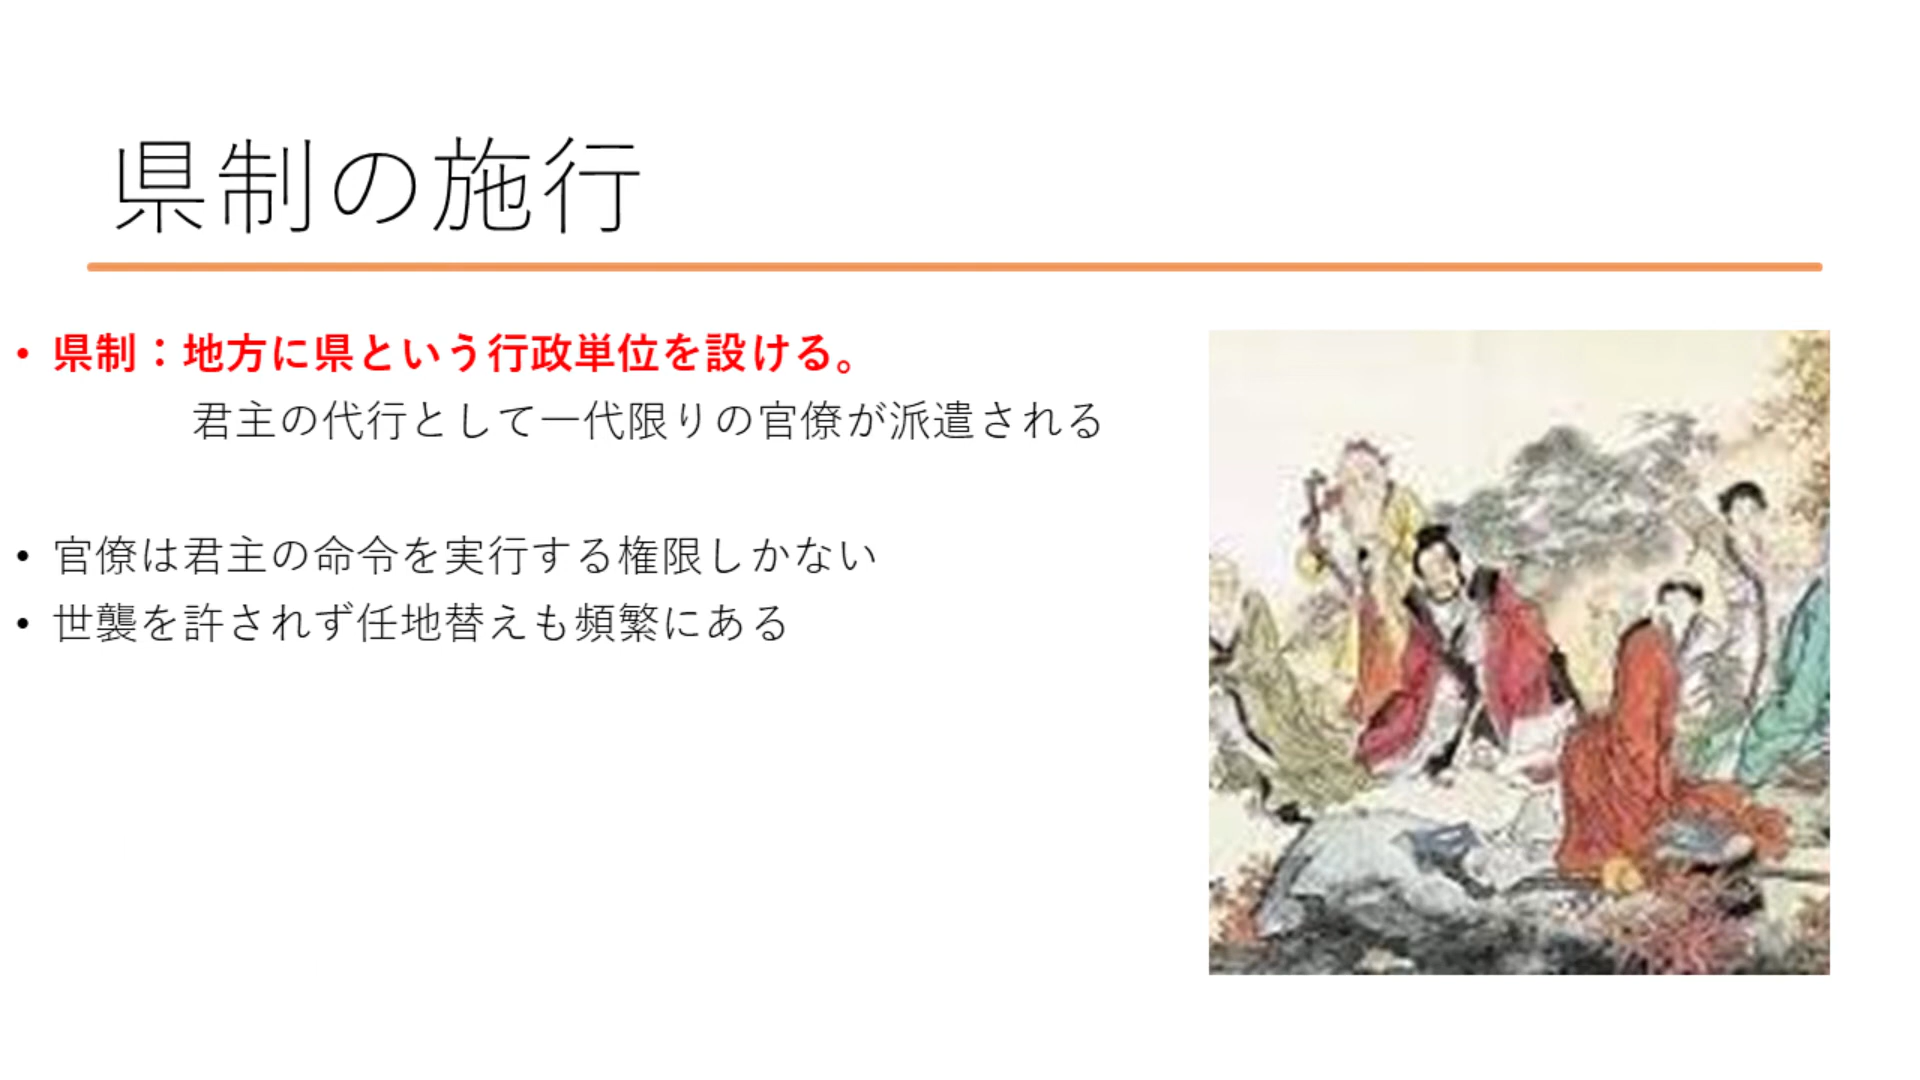 県制の施行
• 県制：地方に県という行政単位を設ける。
君主の代行として一代限りの官僚が派遣される
• 官僚は君主の命令を実行する権限しかない
• 世襲を許されず任地替えも頻繁にある